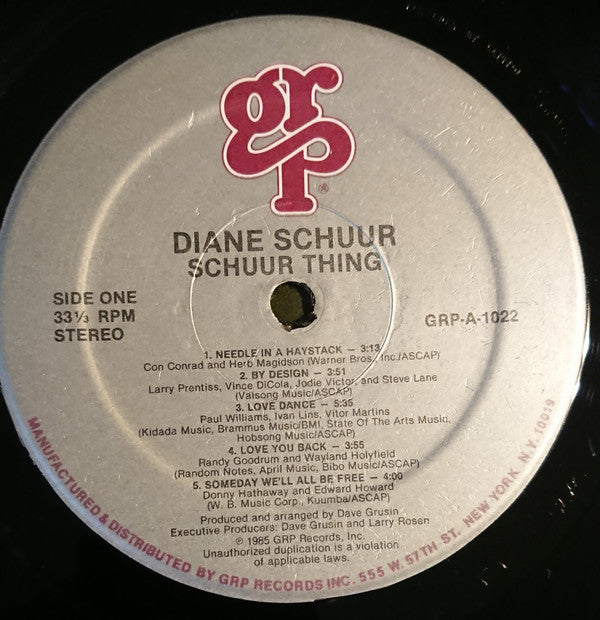 grp
®
DIANE SCHUUR
SCHUUR THING
SIDE ONE
33⅓ RPM
STEREO
GRP-A-1022
1. NEEDLE IN A HAYSTACK – 3:13
Con Conrad and Herb Magidson (Warner Bros., Inc./ASCAP)
2. BY DESIGN – 3:51
Larry Prentiss, Vince DiCola, Jodie Victor, and Steve Lane
(Vaisong Music/ASCAP)
3. LOVE DANCE – 5:35
Paul Williams, Ivan Lins, Vitor Martins
(Kidada Music, Brammus Music/BMI, State Of The Arts Music,
Hobsong Music/ASCAP)
4. LOVE YOU BACK – 3:55
Randy Goodrum and Wayland Holyfield
(Random Notes, April Music, Bibo Music/ASCAP)
5. SOMEDAY WE'LL ALL BE FREE – 4:00
Donny Hathaway and Edward Howard
(W. B. Music Corp., Kuumba/ASCAP)
Produced and arranged by Dave Grusin
Executive Producers: Dave Grusin and Larry Rosen
℗ 1985 GRP Records, Inc.
Unauthorized duplication is a violation
of applicable laws.
MANUFACTURED & DISTRIBUTED BY GRP RECORDS INC. 555 W. 57TH ST. NEW YORK, N.Y. 10019